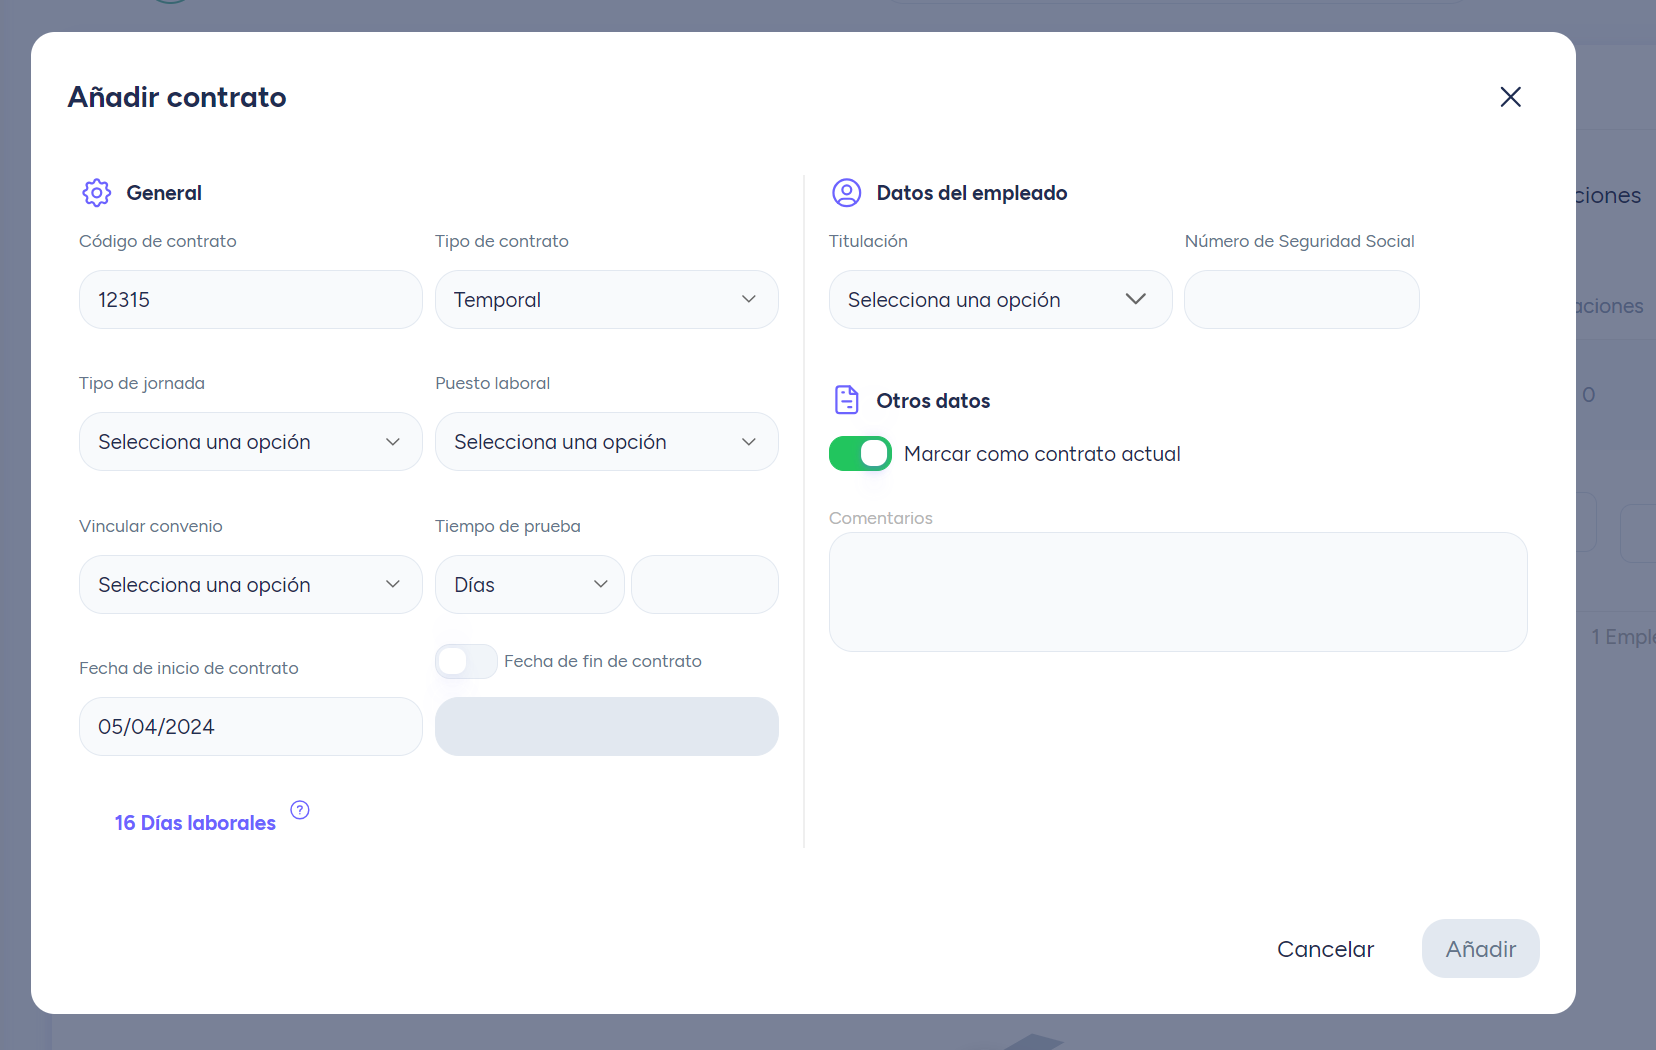 Añadir contrato
General
Código de contrato
Tipo de contrato
12315
Temporal
Tipo de jornada
Puesto laboral
Selecciona una opción
Selecciona una opción
Vincular convenio
Tiempo de prueba
Selecciona una opción
Días
Fecha de inicio de contrato
Fecha de fin de contrato
05/04/2024
16 Días laborales
?
Datos del empleado
Titulación
Número de Seguridad Social
Selecciona una opción
Otros datos
Marcar como contrato actual
Comentarios
Cancelar
Añadir
ciones
aciones
0
1 Emple